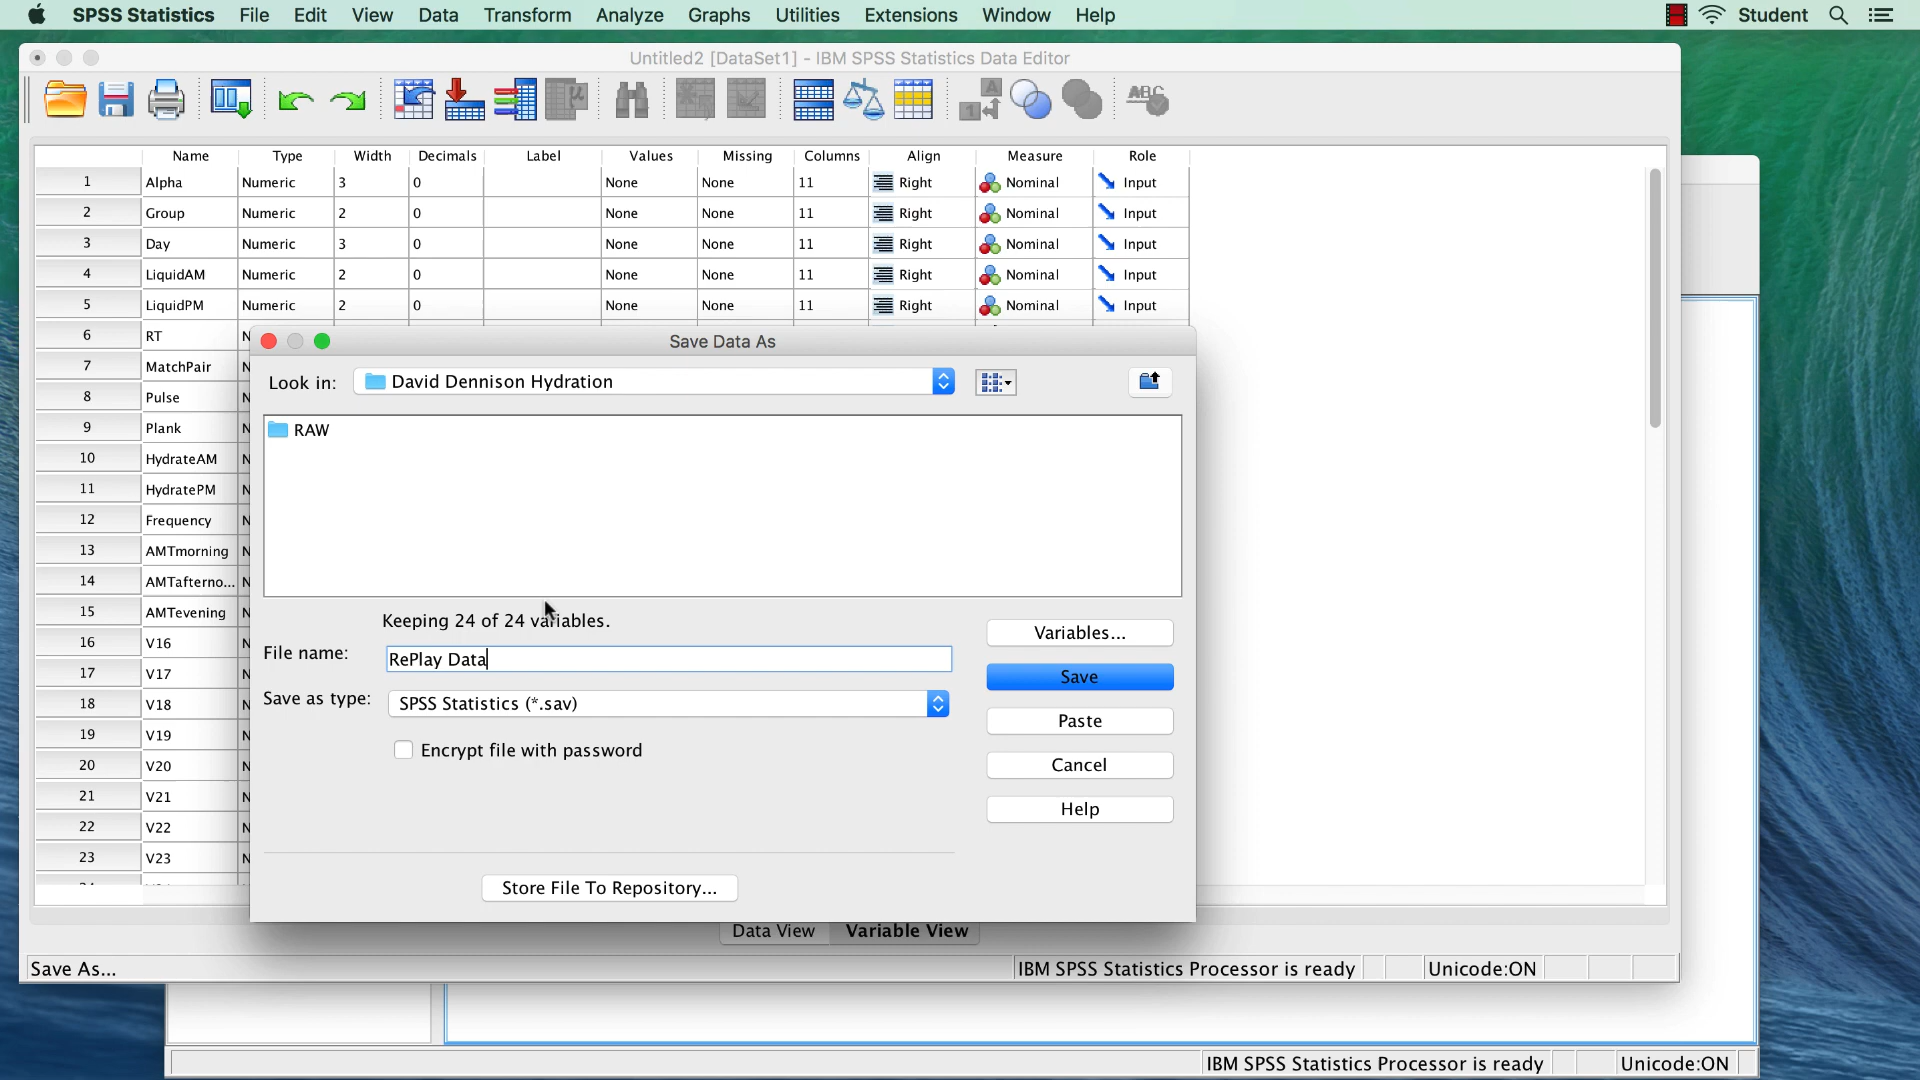 SPSS Statistics File Edit View Data Transform Analyze Graphs Utilities Extensions Window Help Student
Untitled2 [DataSet1] - IBM SPSS Statistics Data Editor
Name Type Width Decimals Label Values Missing Columns Align Measure Role
1 Alpha Numeric 3 0 None None 11 Right Nominal Input
2 Group Numeric 2 0 None None 11 Right Nominal Input
3 Day Numeric 3 0 None None 11 Right Nominal Input
4 LiquidAM Numeric 2 0 None None 11 Right Nominal Input
5 LiquidPM Numeric 2 0 None None 11 Right Nominal Input
6 RT N
7 MatchPair N
8 Pulse N
9 Plank N
10 HydrateAM N
11 HydratePM N
12 Frequency N
13 AMTmorning N
14 AMTafterno... N
15 AMTevening N
16 V16 N
17 V17 N
18 V18 N
19 V19 N
20 V20 N
21 V21 N
22 V22 N
23 V23 N
Save Data As
Look in: David Dennison Hydration
RAW
Keeping 24 of 24 variables.
File name: RePlay Data
Save as type: SPSS Statistics (*.sav)
Encrypt file with password
Variables...
Save
Paste
Cancel
Help
Store File To Repository...
Data View Variable View
Save As... IBM SPSS Statistics Processor is ready Unicode:ON
IBM SPSS Statistics Processor is ready Unicode:ON